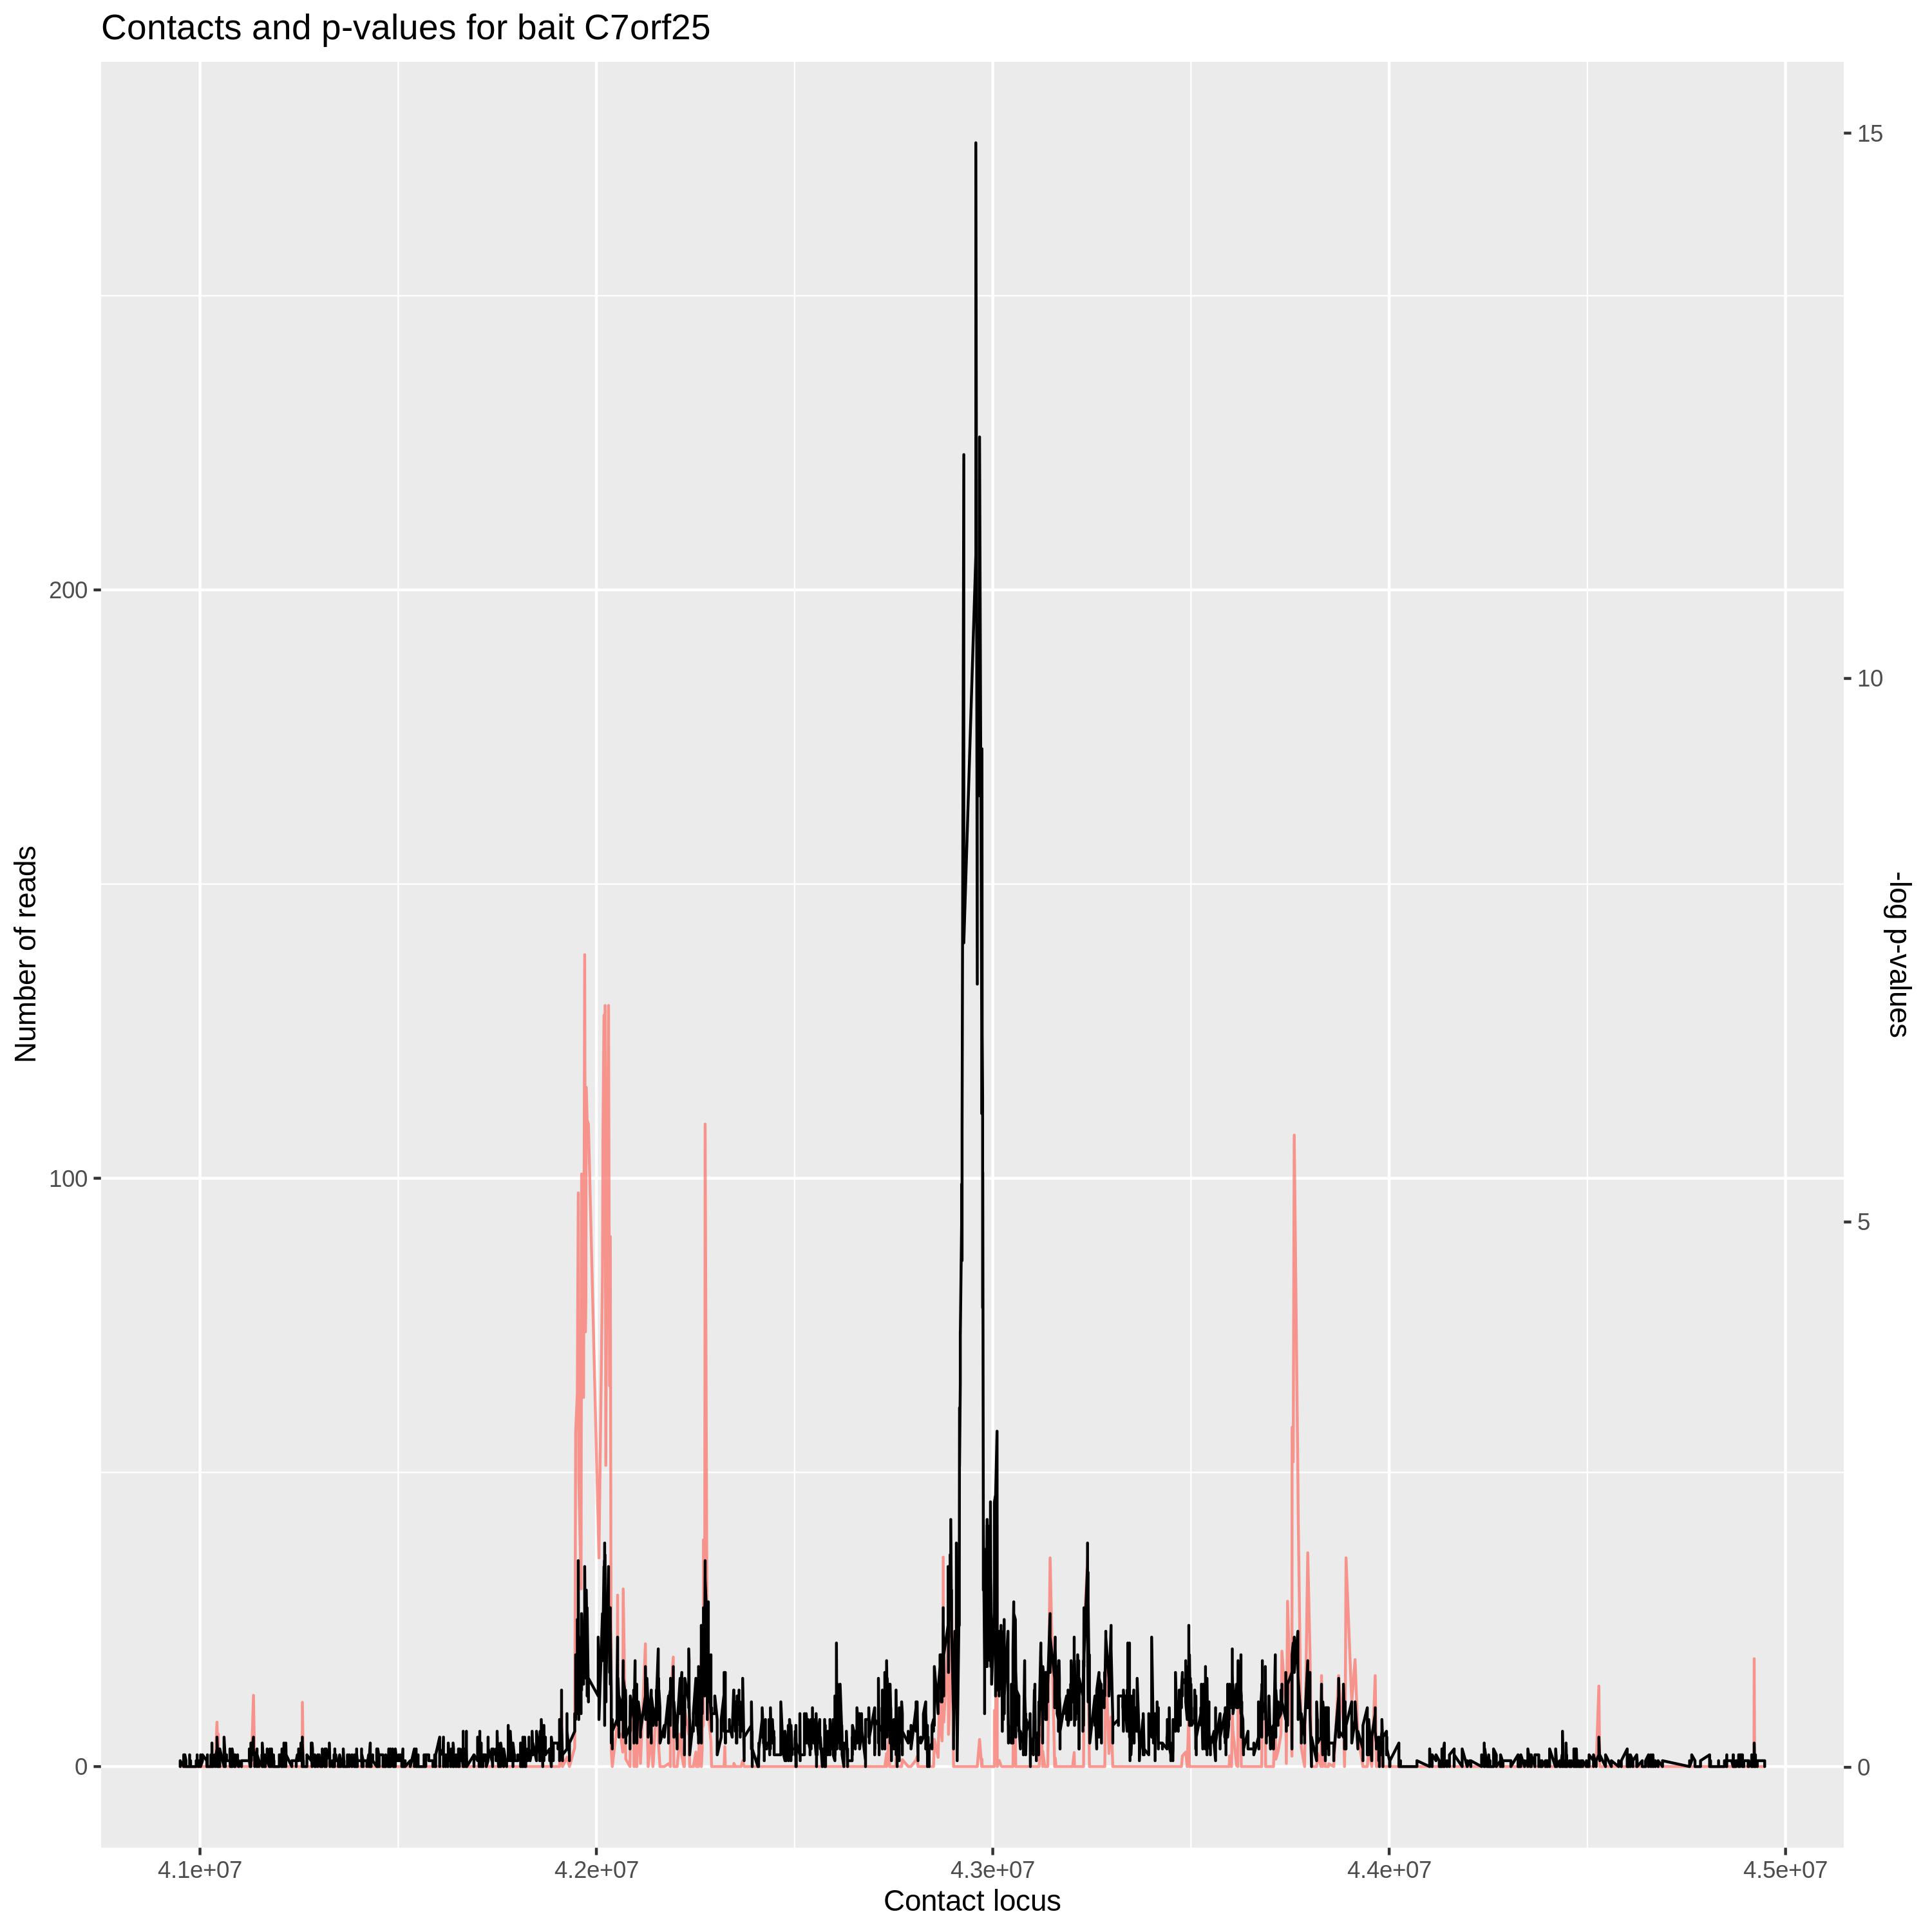 Contacts and p-values for bait C7orf25
Number of reads
200
100
0
15
10
5
0
-log p-values
4.1e+07 4.2e+07 4.3e+07 4.4e+07 4.5e+07
Contact locus